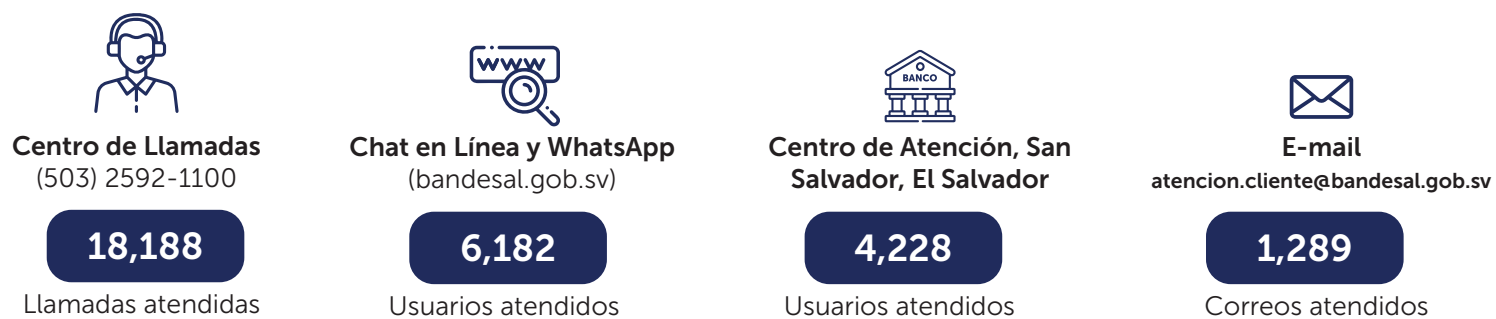 Centro de Llamadas
(503) 2592-1100
18,188
Llamadas atendidas
www
Chat en Línea y WhatsApp
(bandesal.gob.sv)
6,182
Usuarios atendidos
BANCO
Centro de Atención, San
Salvador, El Salvador
4,228
Usuarios atendidos
E-mail
atencion.cliente@bandesal.gob.sv
1,289
Correos atendidos